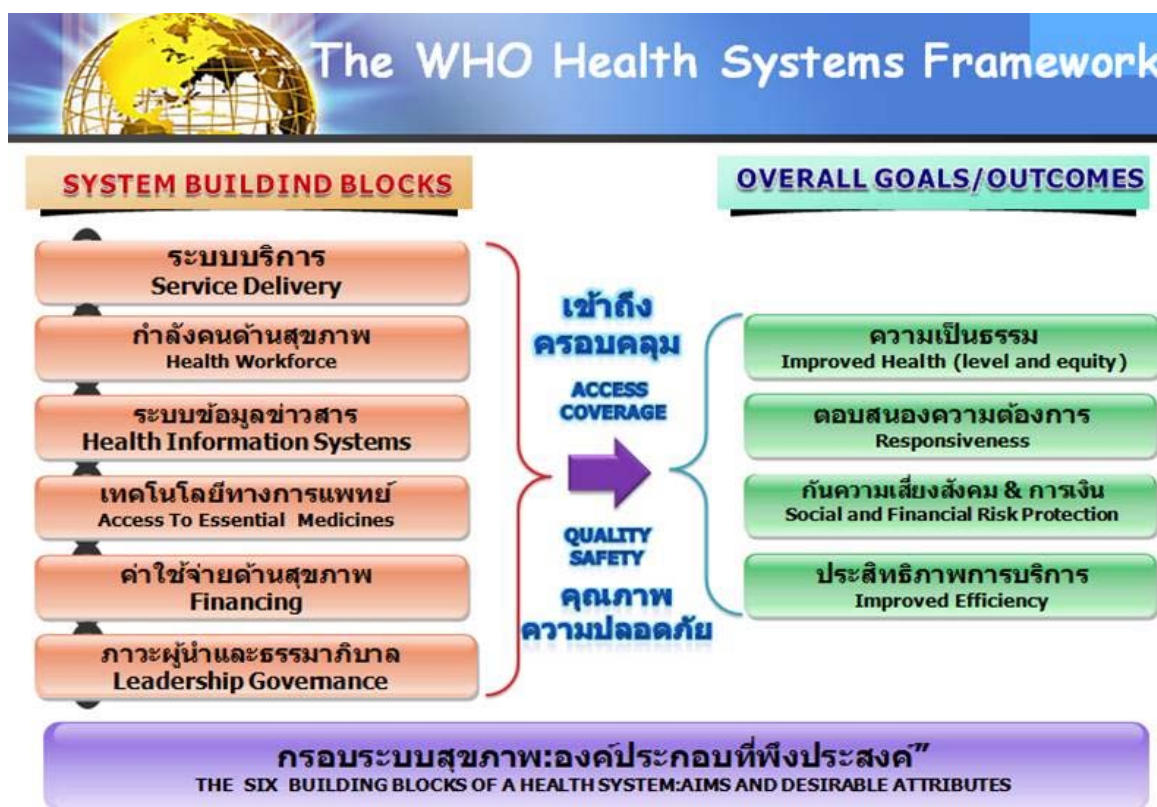 The WHO Health Systems Framework
SYSTEM BUILDIND BLOCKS
ระบบบริการ
Service Delivery
กำลังคนด้านสุขภาพ
Health Workforce
ระบบข้อมูลข่าวสาร
Health Information Systems
เทคโนโลยีทางการแพทย์
Access To Essential Medicines
ค่าใช้จ่ายด้านสุขภาพ
Financing
ภาวะผู้นำและธรรมาภิบาล
Leadership Governance
เข้าถึง
ครอบคลุม
ACCESS
COVERAGE
QUALITY
SAFETY
คุณภาพ
ความปลอดภัย
OVERALL GOALS/OUTCOMES
ความเป็นธรรม
Improved Health (level and equity)
ตอบสนองความต้องการ
Responsiveness
กันความเสี่ยงสังคม & การเงิน
Social and Financial Risk Protection
ประสิทธิภาพการบริการ
Improved Efficiency
กรอบระบบสุขภาพ:องค์ประกอบที่พึงประสงค์”
THE SIX BUILDING BLOCKS OF A HEALTH SYSTEM:AIMS AND DESIRABLE ATTRIBUTES